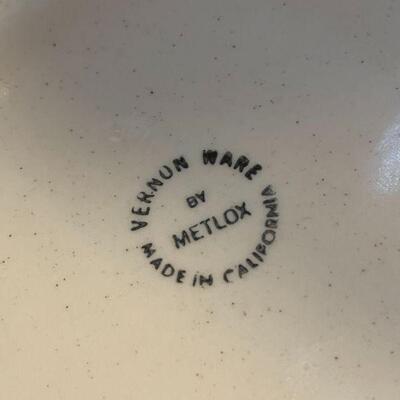 VERNON WARE
BY
METLOX
MADE IN CALIFORNIA